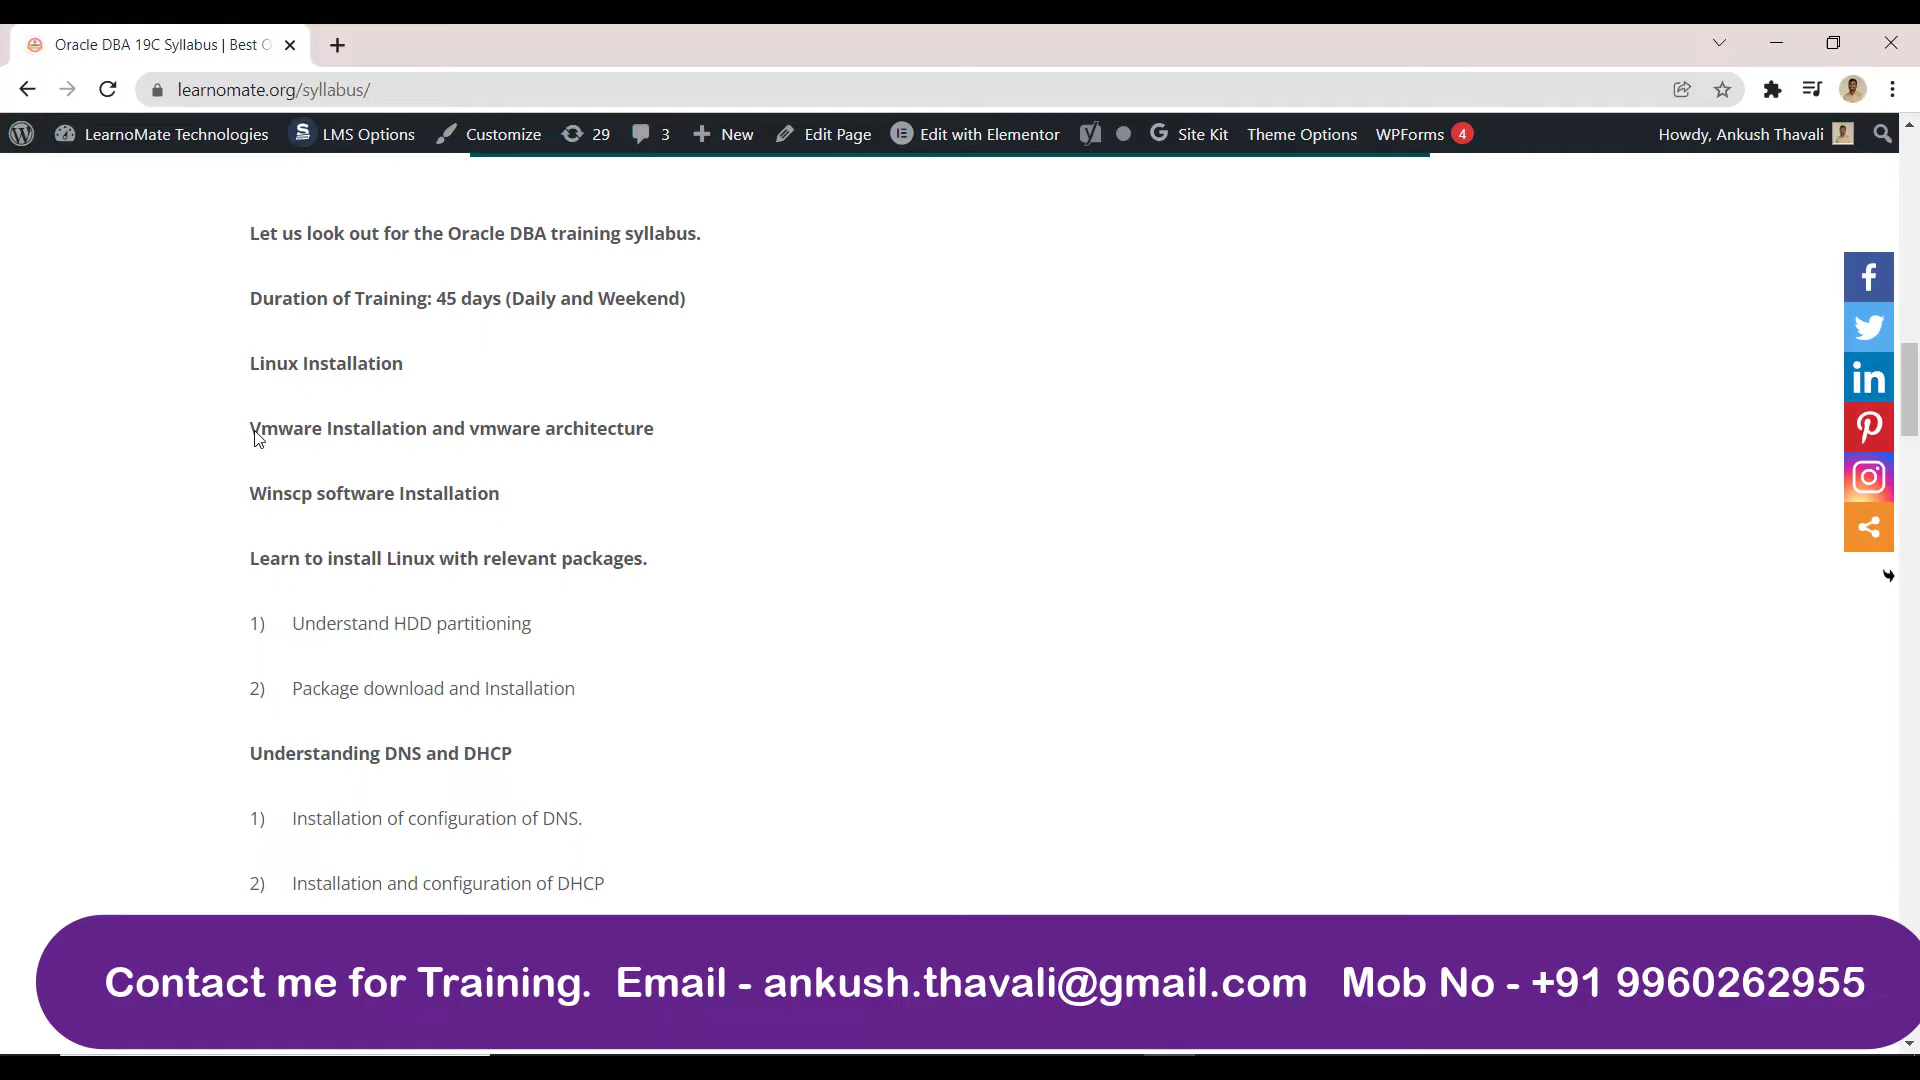 Oracle DBA 19C Syllabus | Best O
learnomate.org/syllabus/
LearnoMate Technologies LMS Options Customize 29 3 New Edit Page Edit with Elementor Site Kit Theme Options WPForms 4 Howdy, Ankush Thavali
Let us look out for the Oracle DBA training syllabus.
Duration of Training: 45 days (Daily and Weekend)
Linux Installation
Vmware Installation and vmware architecture
Winscp software Installation
Learn to install Linux with relevant packages.
1) Understand HDD partitioning
2) Package download and Installation
Understanding DNS and DHCP
1) Installation of configuration of DNS.
2) Installation and configuration of DHCP
Contact me for Training. Email - ankush.thavali@gmail.com Mob No - +91 9960262955